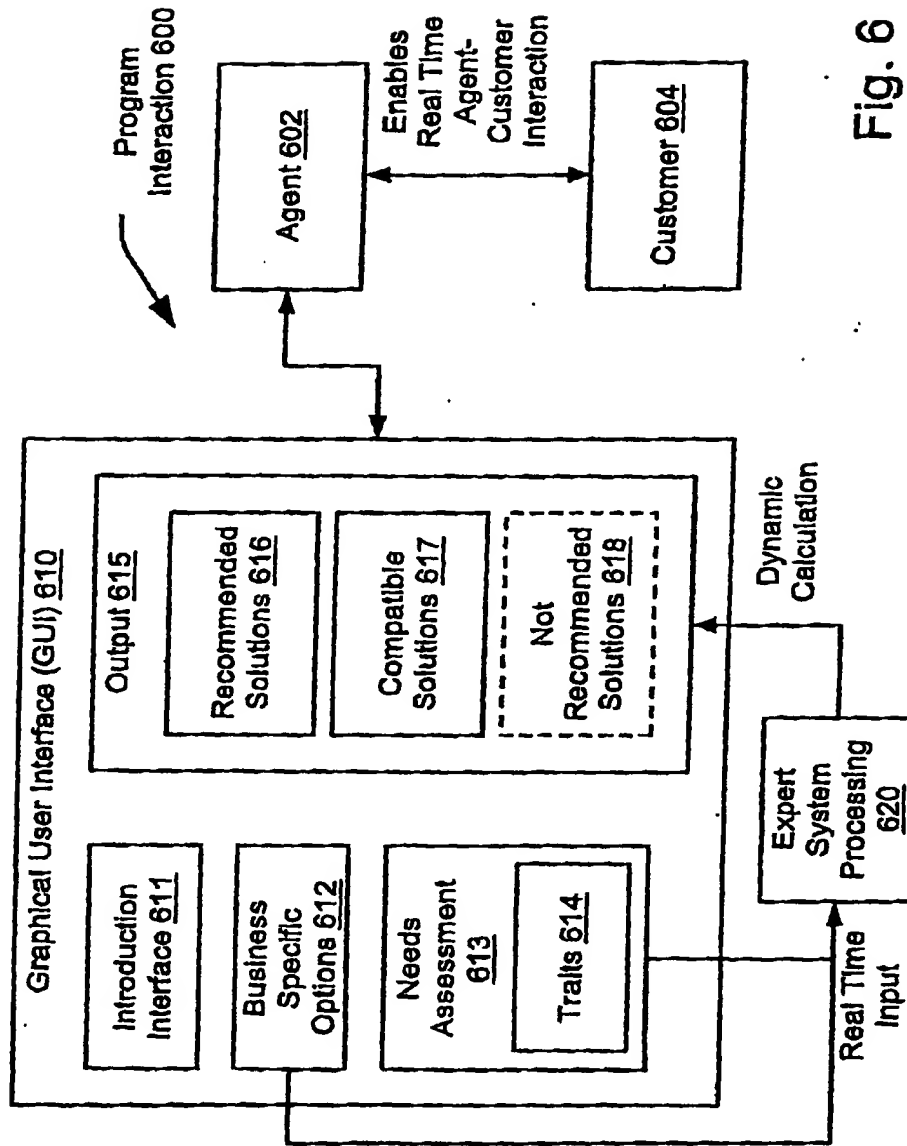 Program
Interaction 600
Graphical User Interface (GUI) 610
Introduction
Interface 611
Business
Specific
Options 612
Needs
Assessment
613
Traits 614
Output 615
Recommended
Solutions 616
Compatible
Solutions 617
Not
Recommended
Solutions 618
Agent 602
Enables
Real Time
Agent-
Customer
Interaction
Customer 604
Real Time
Input
Expert
System
Processing
620
Dynamic
Calculation
Fig. 6